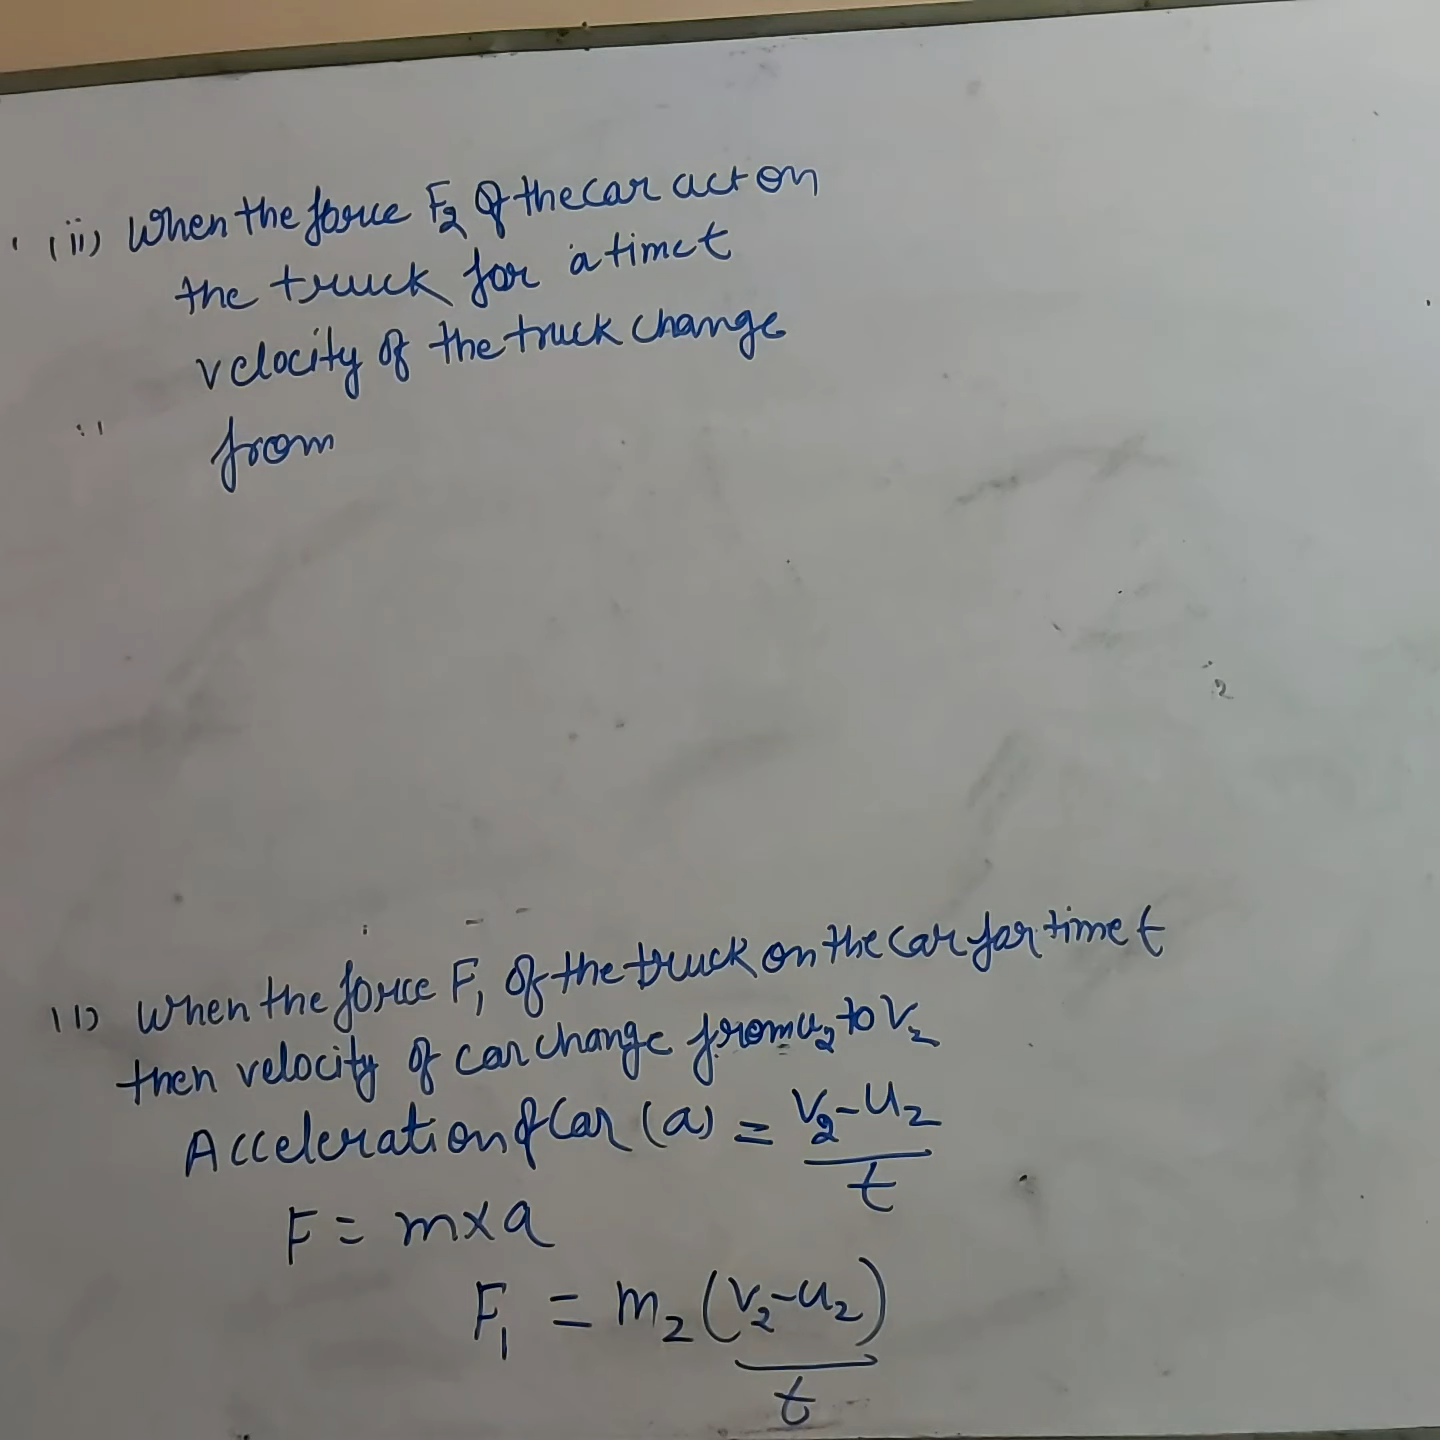 (ii) When the force F₂ of the car act on
the truck for a time t
velocity of the truck change
from
(i) When the force F₁ of the truck on the car for time t
then velocity of car change from u₂ to v₂
Acceleration of Car (a) = v₂-u₂/t
F = m×a
F₁ = m₂(v₂-u₂)/t